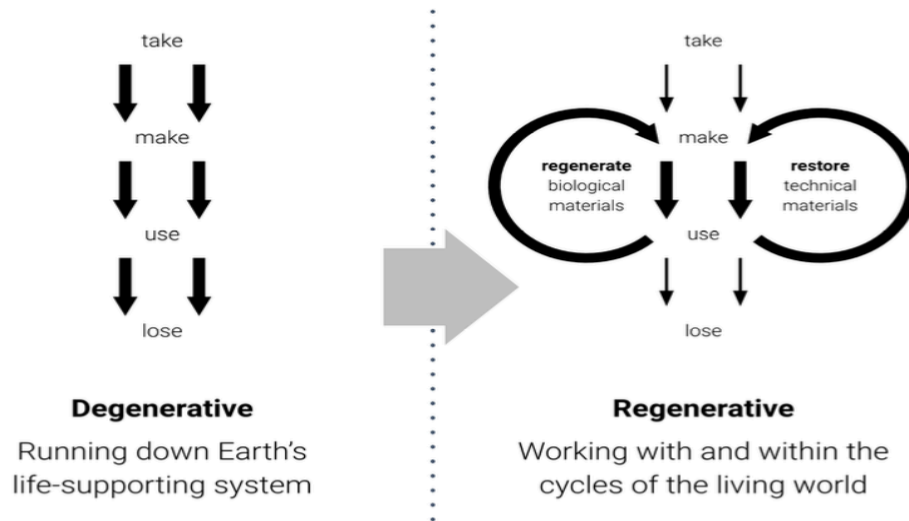 take
make
use
lose
Degenerative
Running down Earth's
life-supporting system
take
make
regenerate
biological
materials
restore
technical
materials
use
lose
Regenerative
Working with and within the
cycles of the living world